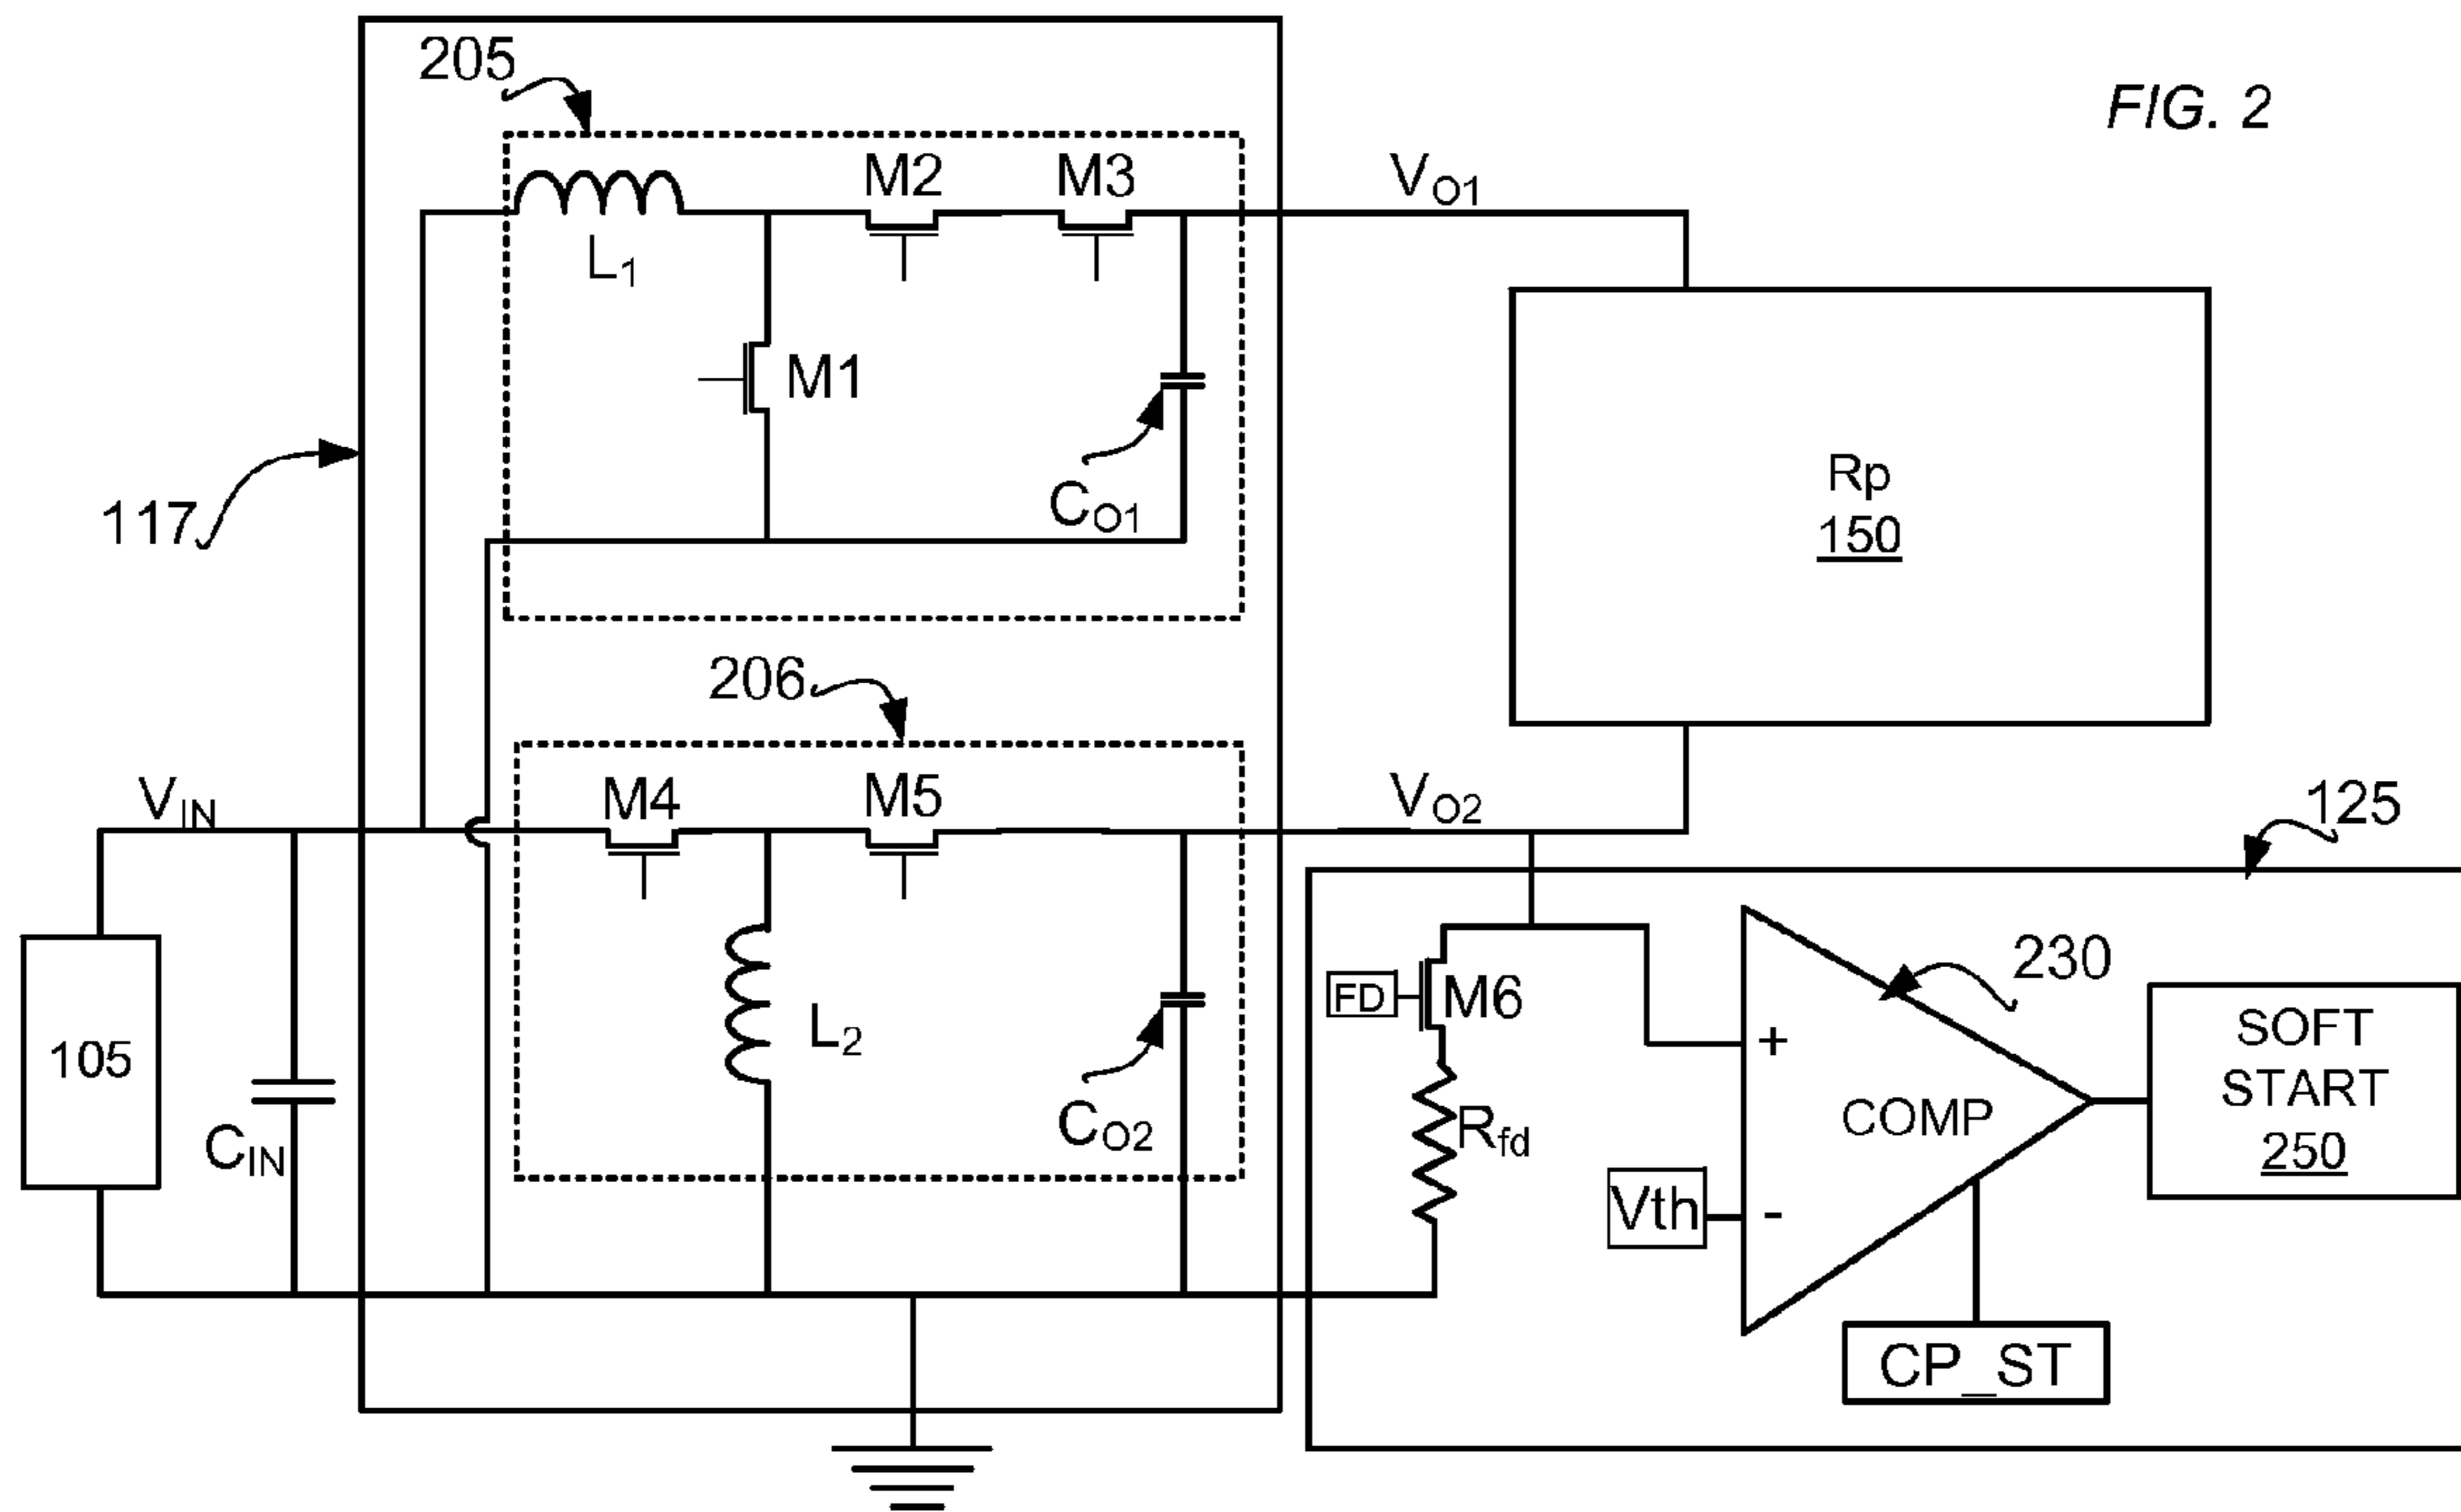 205
FIG. 2
M2
M3
VO1
L1
M1
117
CO1
Rp
150
206
VIN
M4
M5
VO2
125
230
FD
M6
105
L2
+
SOFT
START
250
COMP
CIN
CO2
Rfd
Vth
-
CP_ST